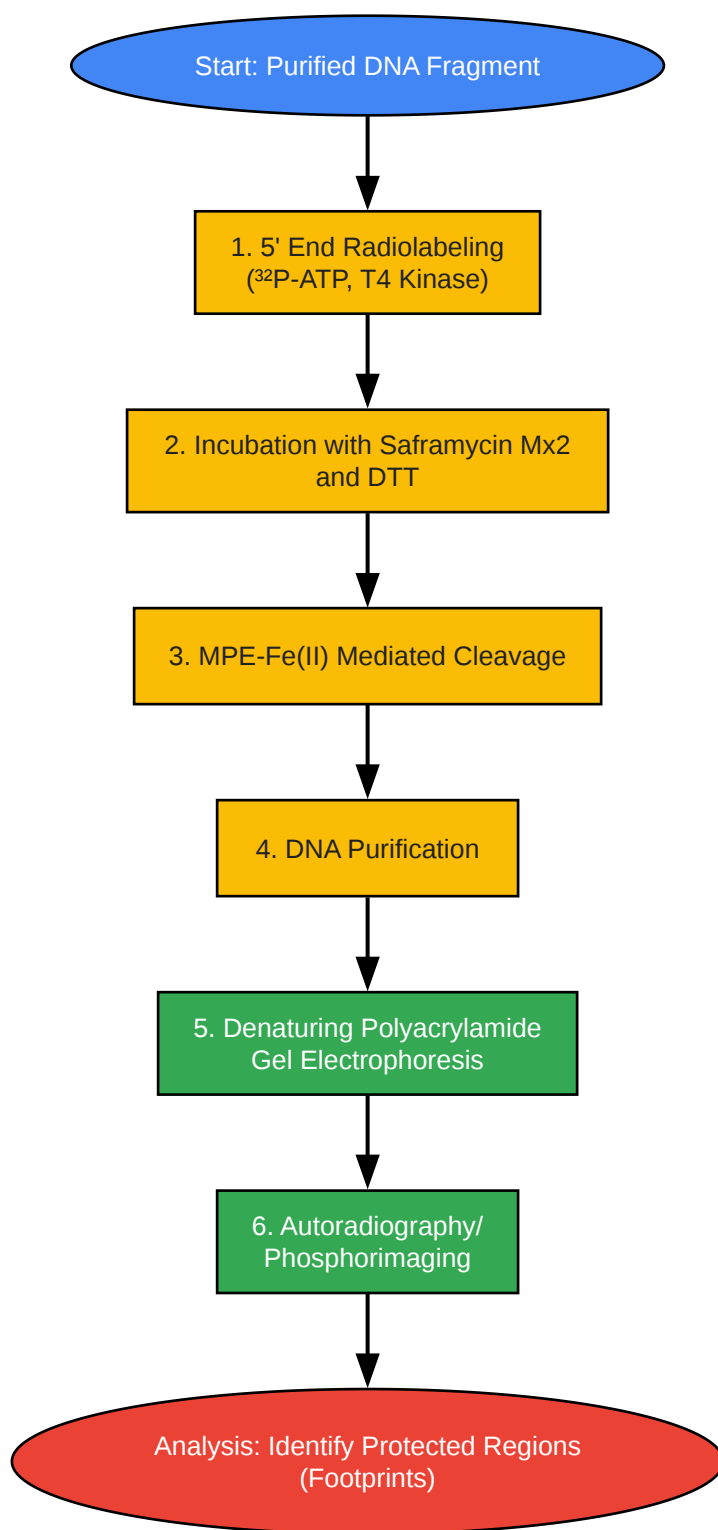 Start: Purified DNA Fragment
1. 5' End Radiolabeling
(³²P-ATP, T4 Kinase)
2. Incubation with Saframycin Mx2
and DTT
3. MPE-Fe(II) Mediated Cleavage
4. DNA Purification
5. Denaturing Polyacrylamide
Gel Electrophoresis
6. Autoradiography/
Phosphorimaging
Analysis: Identify Protected Regions
(Footprints)